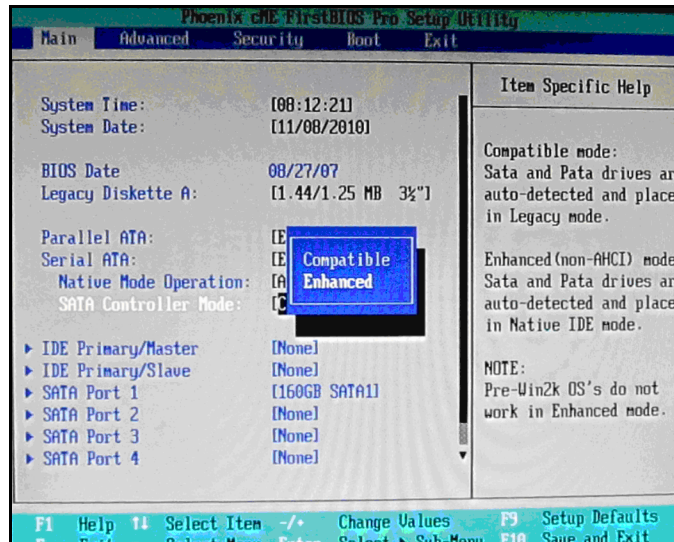 Phoenix cME FirstBIOS Pro Setup Utility
Main Advanced Security Boot Exit
System Time: [08:12:21]
System Date: [11/08/2010]
BIOS Date 08/27/07
Legacy Diskette A: [1.44/1.25 MB 3½"]
Parallel ATA: [E
Serial ATA: [E
Native Mode Operation: [A
SATA Controller Mode: [C
Compatible
Enhanced
▶ IDE Primary/Master [None]
▶ IDE Primary/Slave [None]
▶ SATA Port 1 [160GB SATA1]
▶ SATA Port 2 [None]
▶ SATA Port 3 [None]
▶ SATA Port 4 [None]
Item Specific Help
Compatible mode:
Sata and Pata drives ar
auto-detected and place
in Legacy mode.
Enhanced(non-AHCI) mode
Sata and Pata drives ar
auto-detected and place
in Native IDE mode.
NOTE:
Pre-Win2k OS's do not
work in Enhanced mode.
F1 Help ↑↓ Select Item -/+ Change Values F9 Setup Defaults
Exit Select Enter Select ▶ Sub-Menu F10 Save and Exit